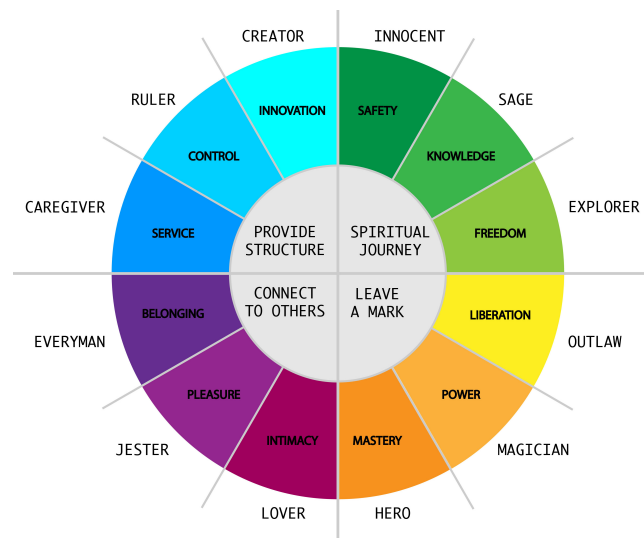 CREATOR
INNOCENT
RULER
SAGE
INNOVATION
SAFETY
CONTROL
KNOWLEDGE
CAREGIVER
EXPLORER
SERVICE
PROVIDE
STRUCTURE
SPIRITUAL
JOURNEY
FREEDOM
BELONGING
CONNECT
TO OTHERS
LEAVE
A MARK
LIBERATION
EVERYMAN
OUTLAW
PLEASURE
POWER
INTIMACY
MASTERY
JESTER
MAGICIAN
LOVER
HERO